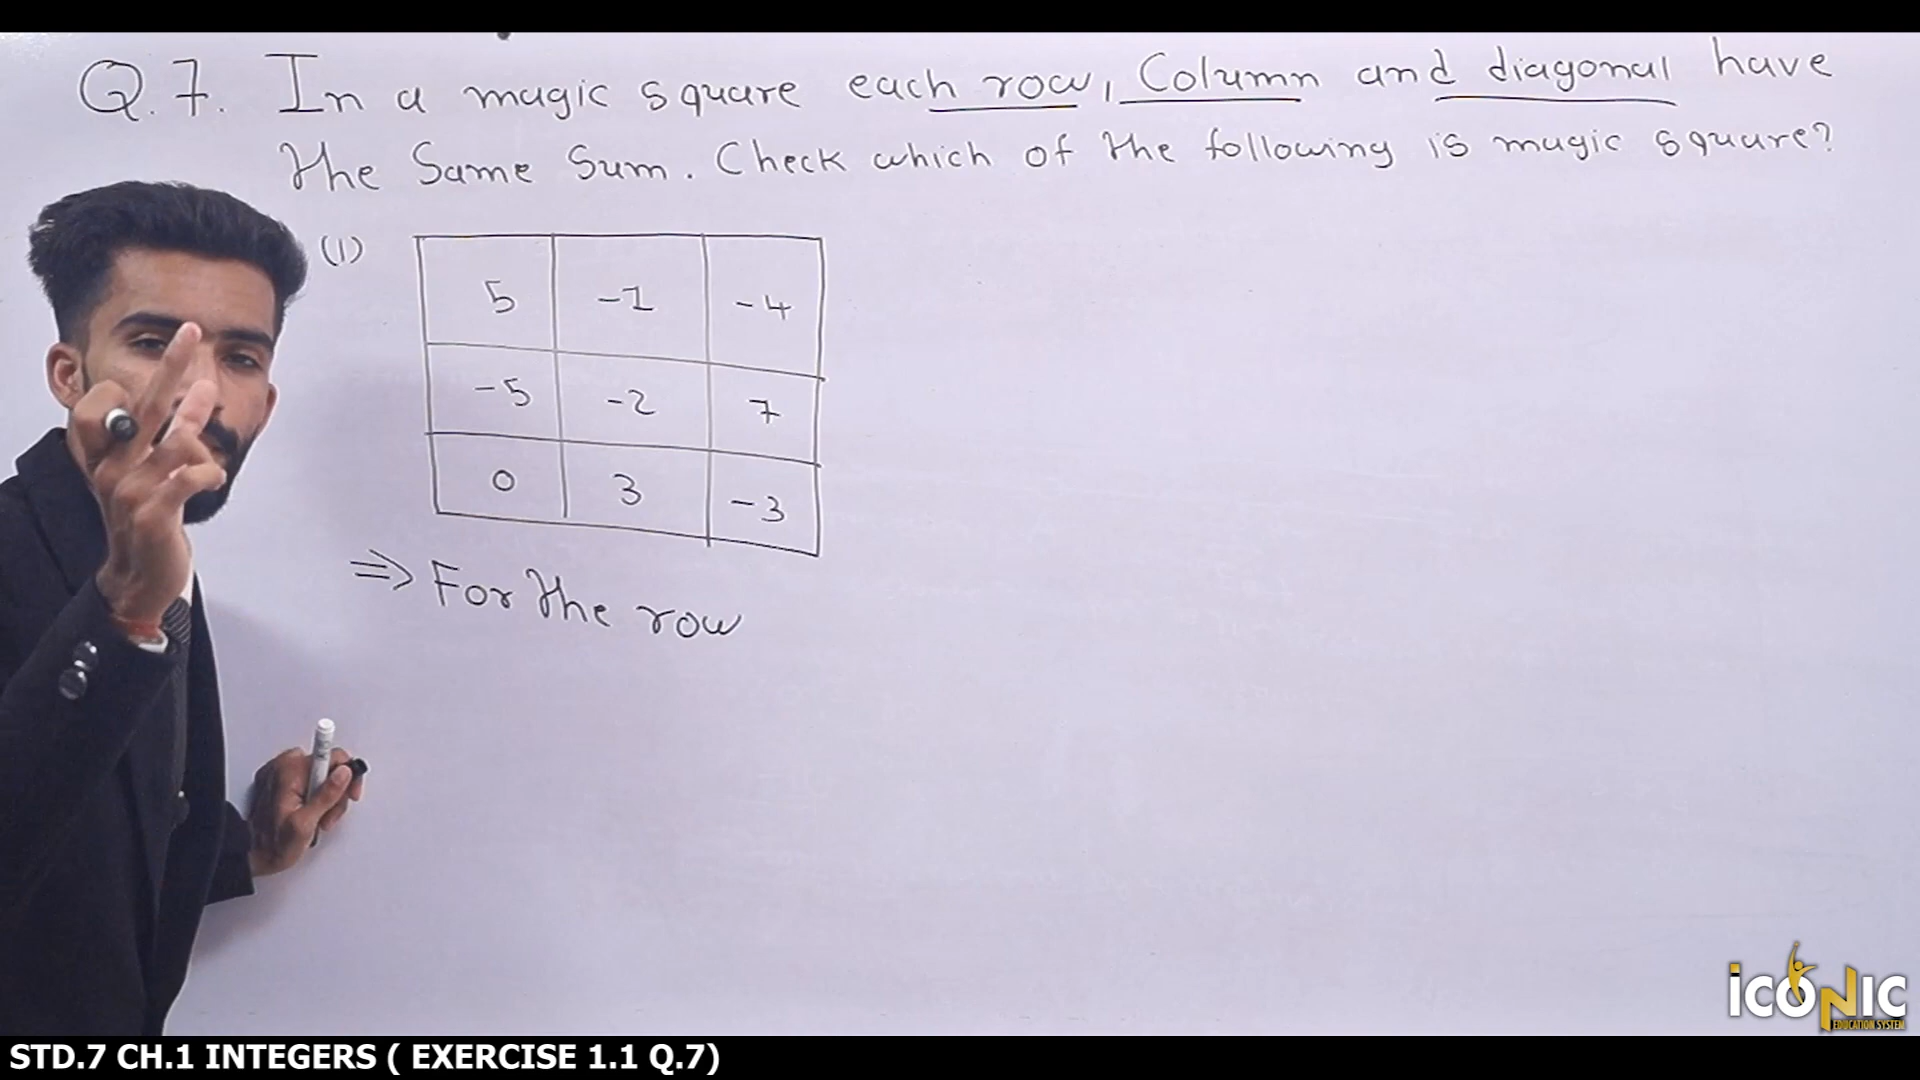 Q.7. In a magic square each row, Column and diagonal have
the Same Sum. Check which of the following is magic square?
(1)
5 -1 -4
-5 -2 7
0 3 -3
⇒ For the row
ICONIC
EDUCATION SYSTEM
STD.7 CH.1 INTEGERS ( EXERCISE 1.1 Q.7)